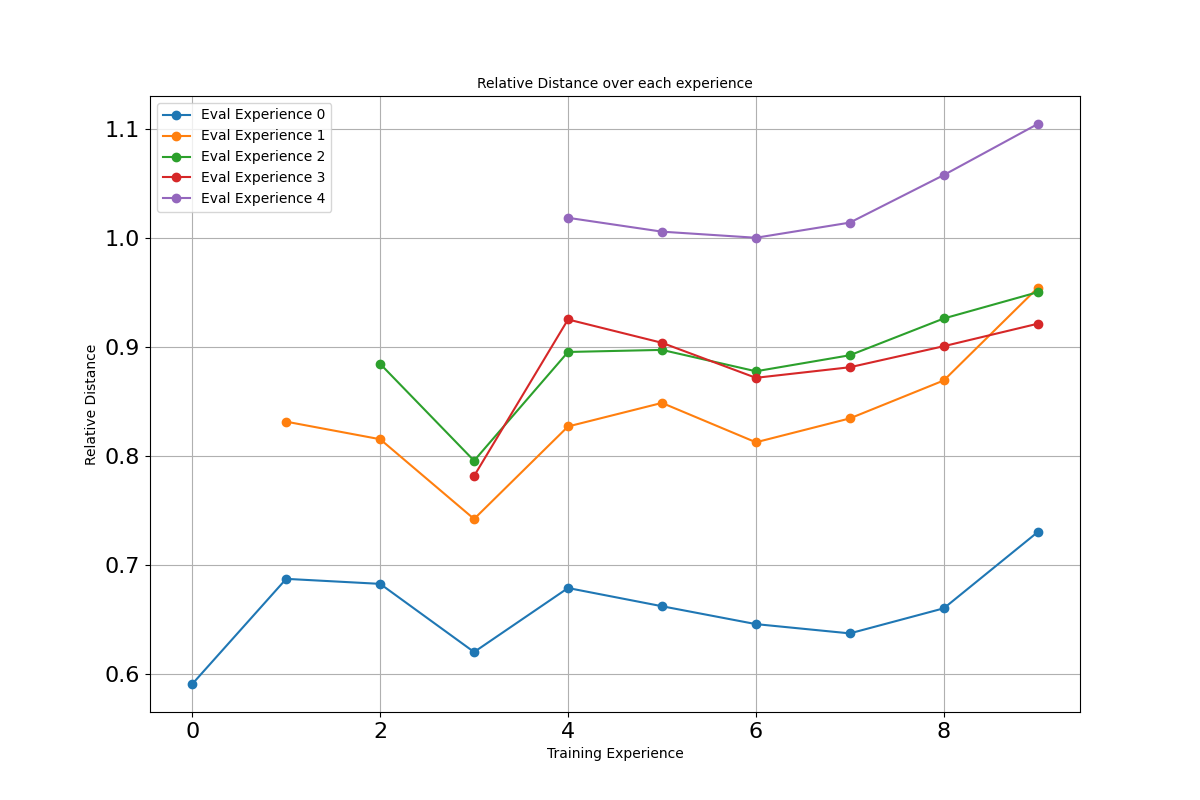 Relative Distance over each experience
Eval Experience 0
Eval Experience 1
Eval Experience 2
Eval Experience 3
Eval Experience 4
1.1
1.0
0.9
0.8
0.7
0.6
Relative Distance
0 2 4 6 8
Training Experience